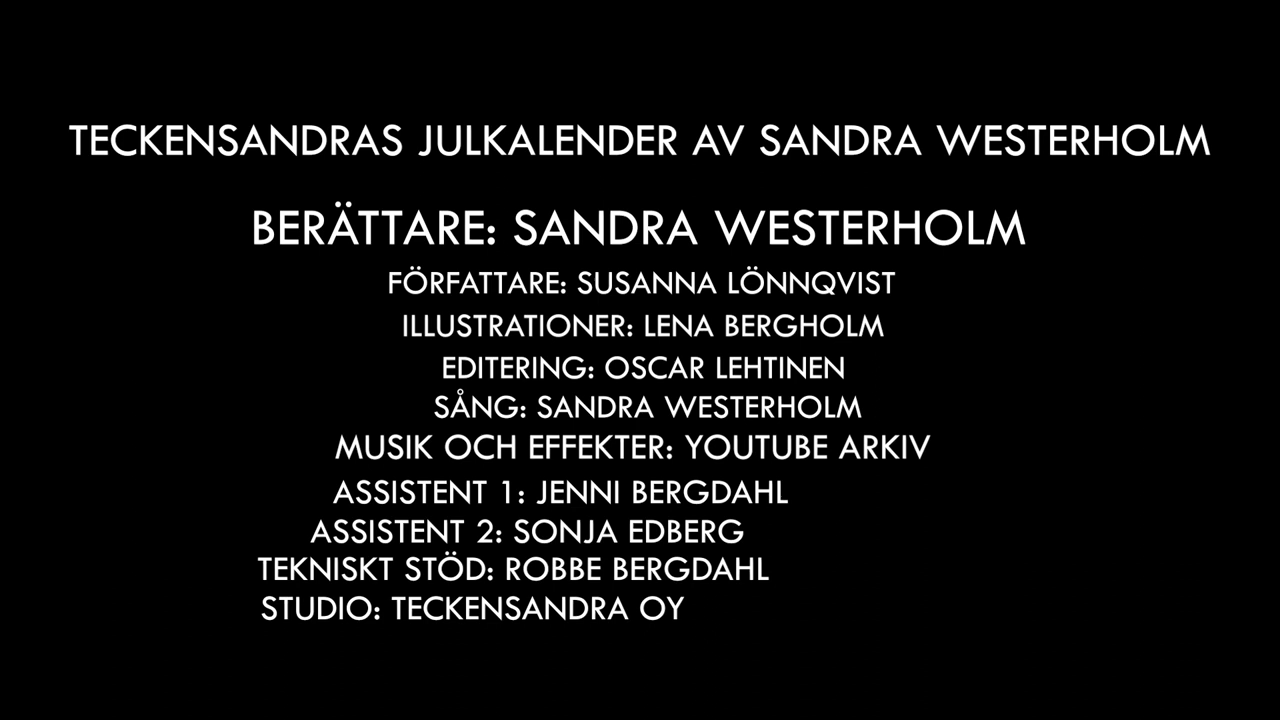 TECKENSANDRAS JULKALENDER AV SANDRA WESTERHOLM
BERÄTTARE: SANDRA WESTERHOLM
FÖRFATTARE: SUSANNA LÖNNQVIST
ILLUSTRATIONER: LENA BERGHOLM
EDITERING: OSCAR LEHTINEN
SÅNG: SANDRA WESTERHOLM
MUSIK OCH EFFEKTER: YOUTUBE ARKIV
ASSISTENT 1: JENNI BERGDAHL
ASSISTENT 2: SONJA EDBERG
TEKNISKT STÖD: ROBBE BERGDAHL
STUDIO: TECKENSANDRA OY